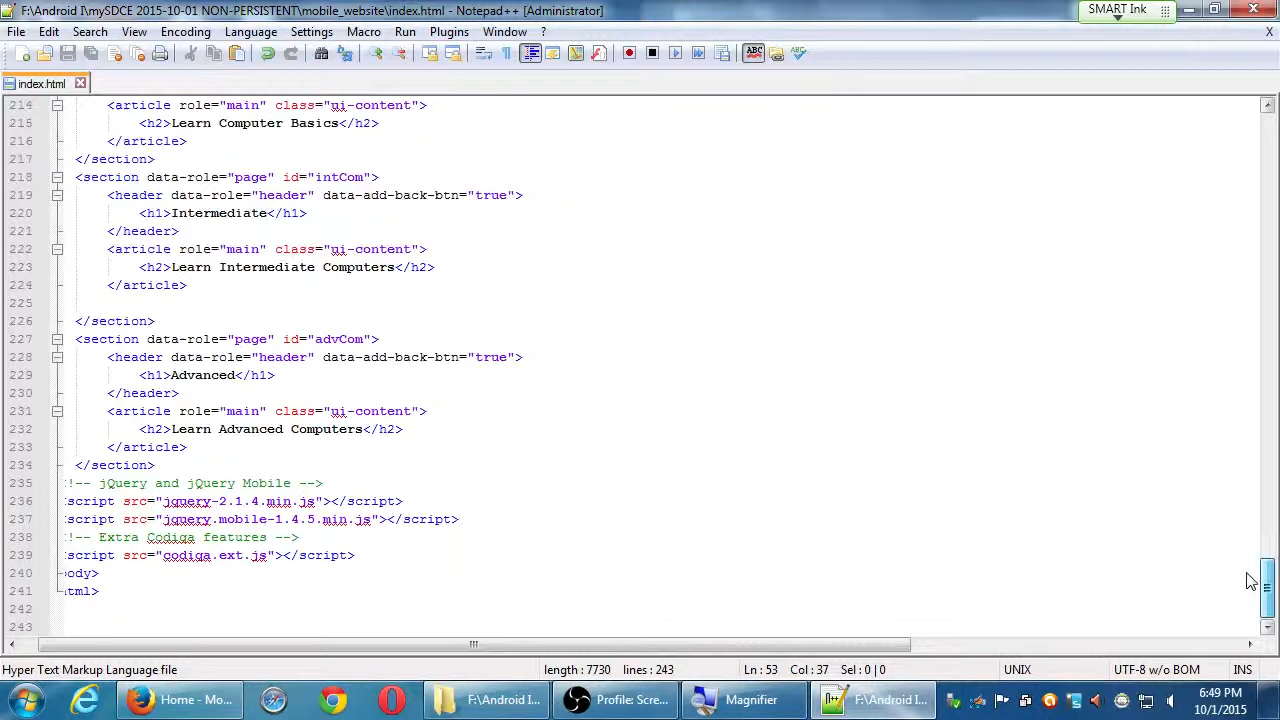 F:\Android I\mySDCE 2015-10-01 NON-PERSISTENT\mobile_website\index.html - Notepad++ [Administrator]
SMART Ink
File Edit Search View Encoding Language Settings Macro Run Plugins Window ? X
ABC ABC
index.html
214 <article role="main" class="ui-content">
215 <h2>Learn Computer Basics</h2>
216 </article>
217 </section>
218 <section data-role="page" id="intCom">
219 <header data-role="header" data-add-back-btn="true">
220 <h1>Intermediate</h1>
221 </header>
222 <article role="main" class="ui-content">
223 <h2>Learn Intermediate Computers</h2>
224 </article>
225
226 </section>
227 <section data-role="page" id="advCom">
228 <header data-role="header" data-add-back-btn="true">
229 <h1>Advanced</h1>
230 </header>
231 <article role="main" class="ui-content">
232 <h2>Learn Advanced Computers</h2>
233 </article>
234 </section>
235 !-- jQuery and jQuery Mobile -->
236 script src="jquery-2.1.4.min.js"></script>
237 script src="jquery.mobile-1.4.5.min.js"></script>
238 !-- Extra Codiqa features -->
239 script src="codiqa.ext.js"></script>
240 body>
241 html>
242
243
Hyper Text Markup Language file length : 7730 lines : 243 Ln : 53 Col : 37 Sel : 0 | 0 UNIX UTF-8 w/o BOM INS
Home - Mo... F:\Android I... Profile: Scre... Magnifier F:\Android I... 6:49 PM
10/1/2015